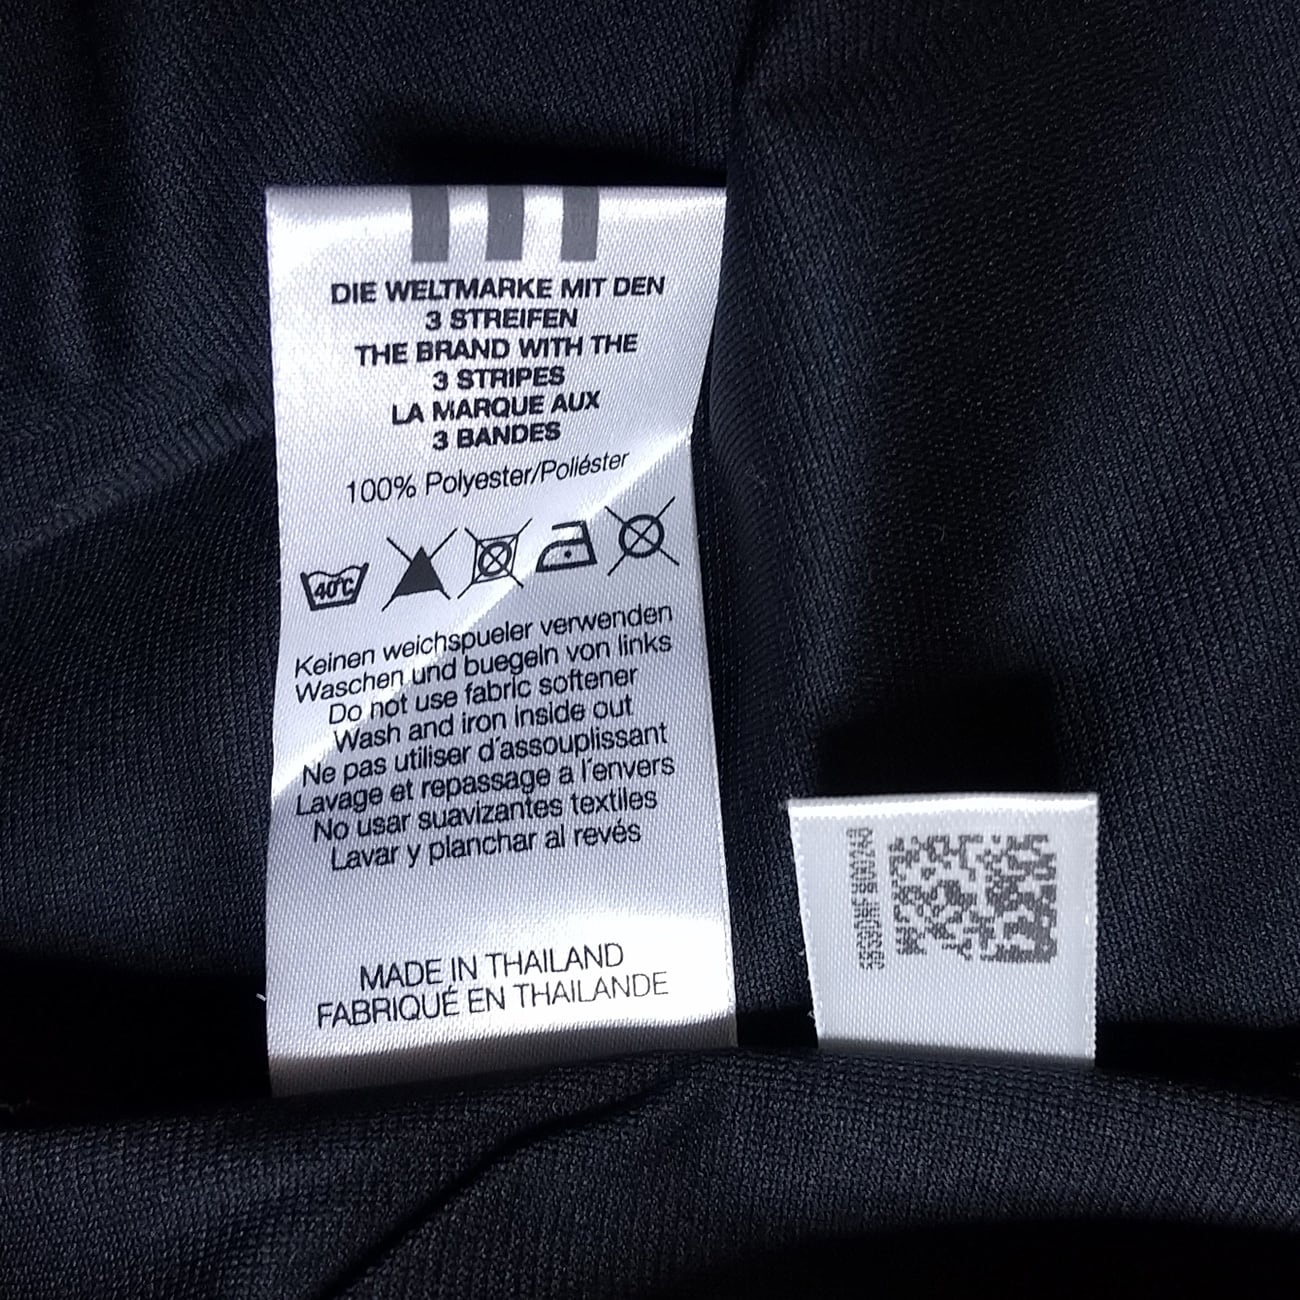 DIE WELTMARKE MIT DEN
3 STREIFEN
THE BRAND WITH THE
3 STRIPES
LA MARQUE AUX
3 BANDES
100% Polyester/Poliéster
40°C
Keinen weichspueler verwenden
Waschen und buegeln von links
Do not use fabric softener
Wash and iron inside out
Ne pas utiliser d'assouplissant
Lavage et repassage a l'envers
No usar suavizantes textiles
Lavar y planchar al revés
MADE IN THAILAND
FABRIQUÉ EN THAILANDE